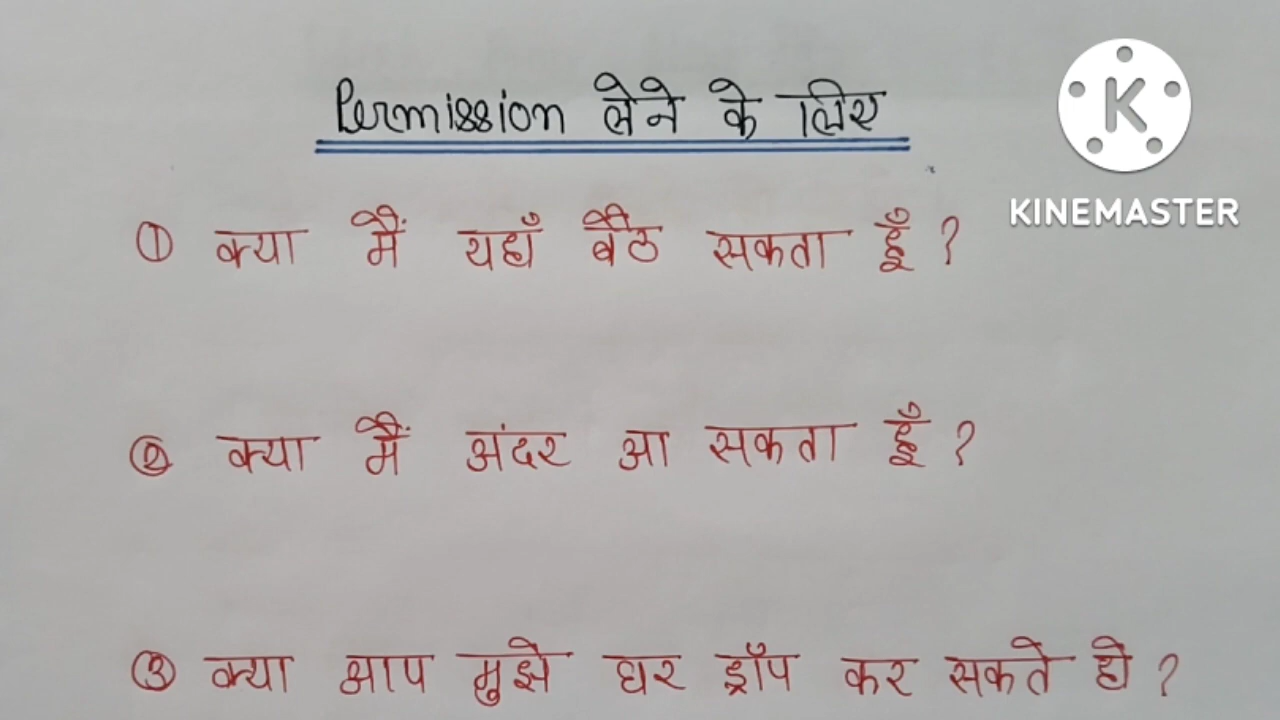 Permission लेने के लिए
KINEMASTER
① क्या मैं यहाँ बैठ सकता हूँ ?
② क्या मैं अंदर आ सकता हूँ ?
③ क्या आप मुझे घर ड्रॉप कर सकते हो ?